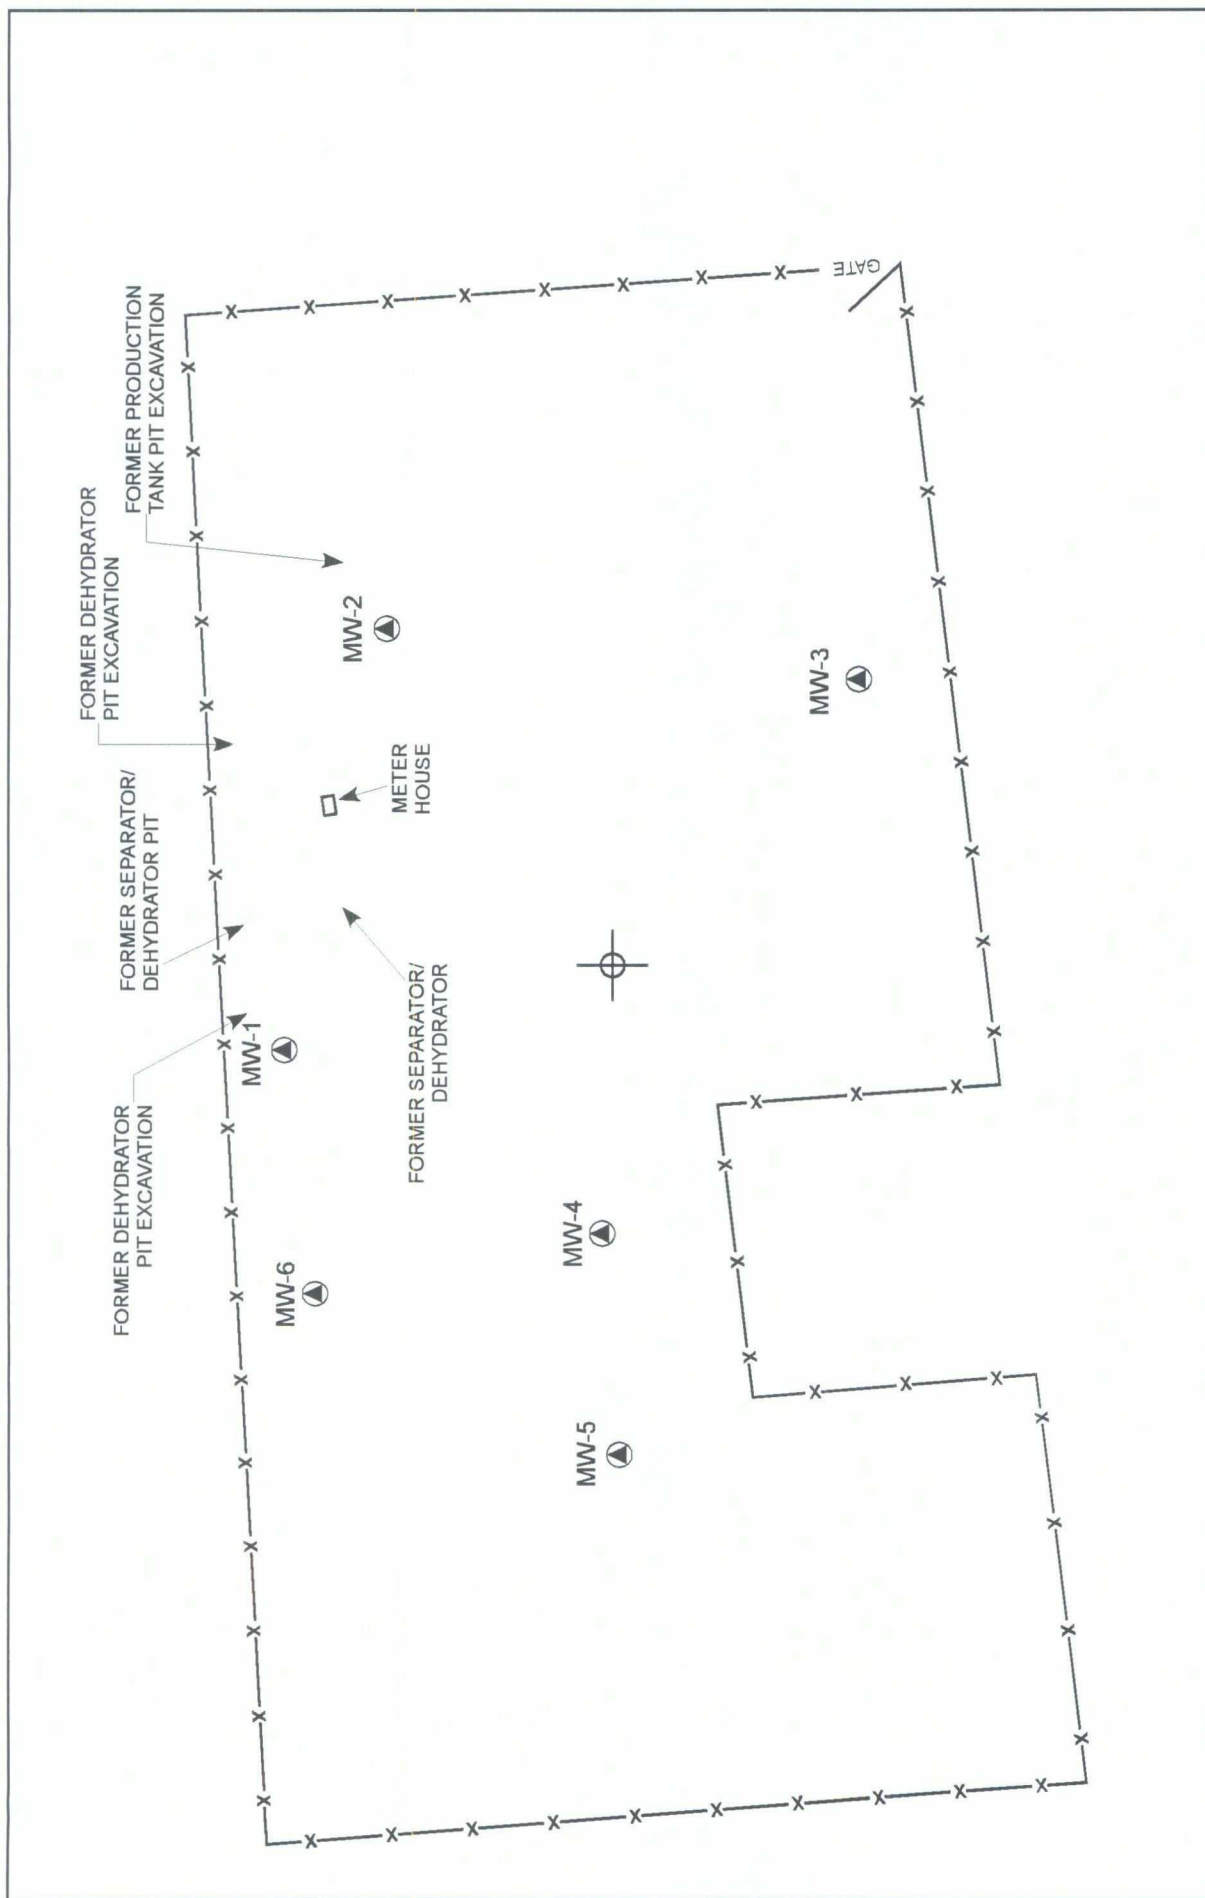 FORMER DEHYDRATOR
PIT EXCAVATION
FORMER SEPARATOR/
DEHYDRATOR PIT
FORMER DEHYDRATOR
PIT EXCAVATION
FORMER PRODUCTION
TANK PIT EXCAVATION
MW-6
MW-1
MW-2
METER
HOUSE
FORMER SEPARATOR/
DEHYDRATOR
MW-5
MW-4
MW-3
GATE